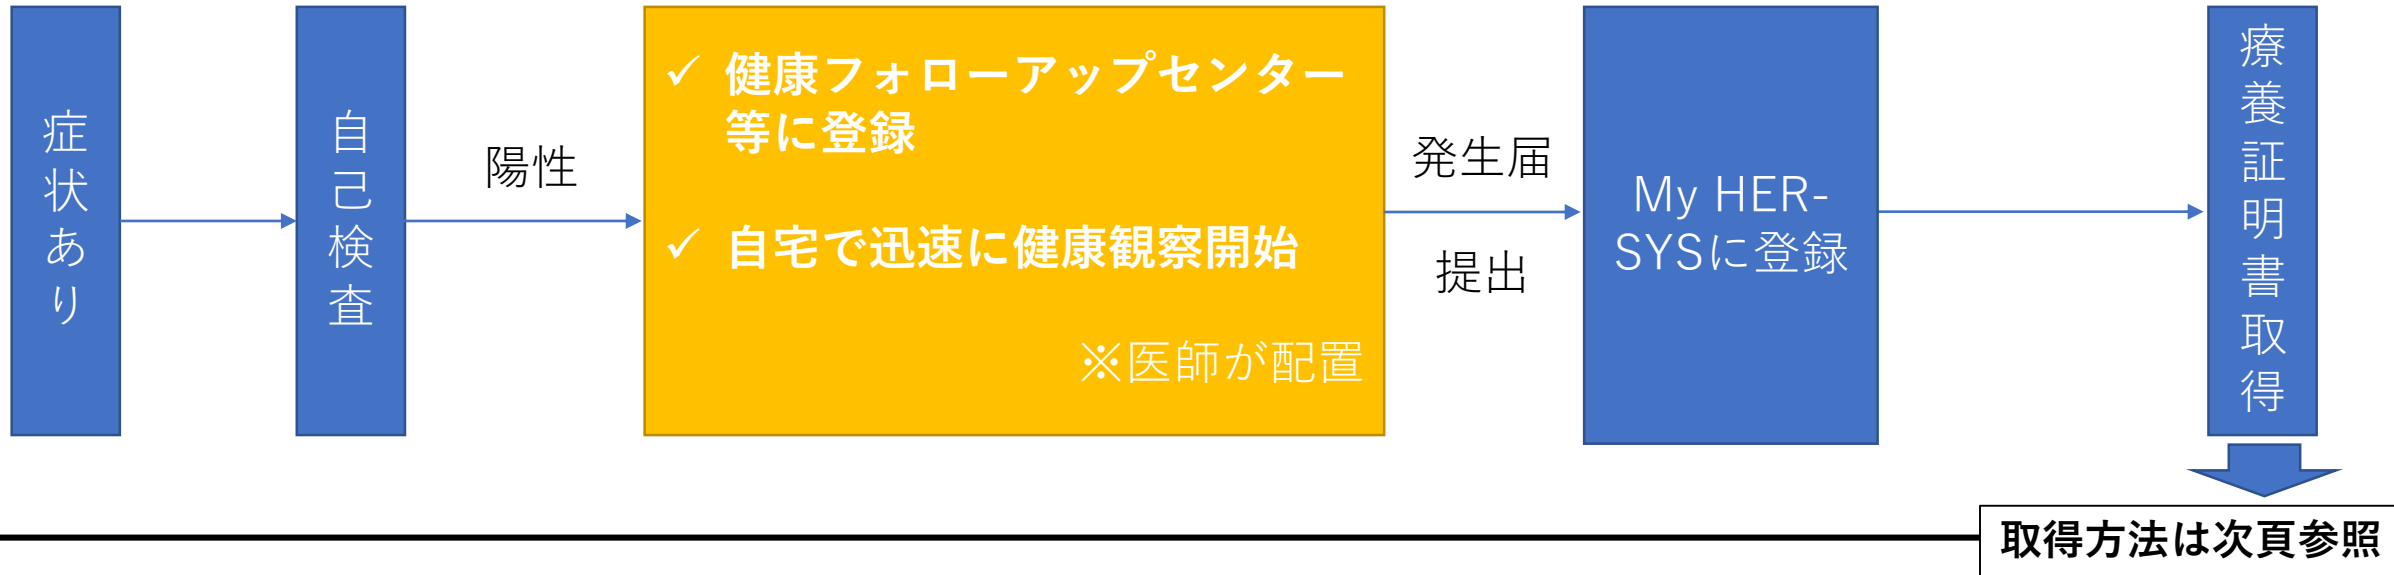 症状あり
自己検査
陽性
✓ 健康フォローアップセンター
等に登録
✓ 自宅で迅速に健康観察開始
※医師が配置
発生届
提出
My HER-
SYSに登録
療養証明書取得
取得方法は次頁参照